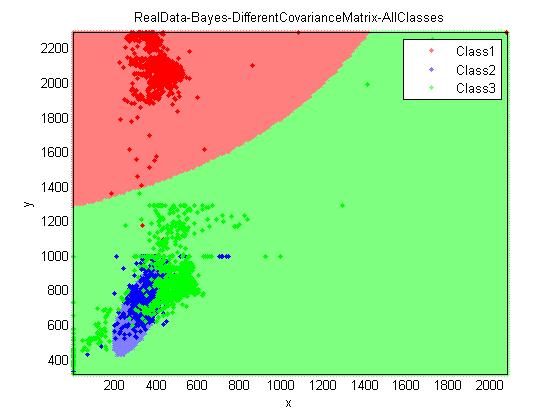 RealData-Bayes-DifferentCovarianceMatrix-AllClasses
2200
2000
1800
1600
1400
1200
1000
800
600
400
y
Class1
Class2
Class3
200 400 600 800 1000 1200 1400 1600 1800 2000
x